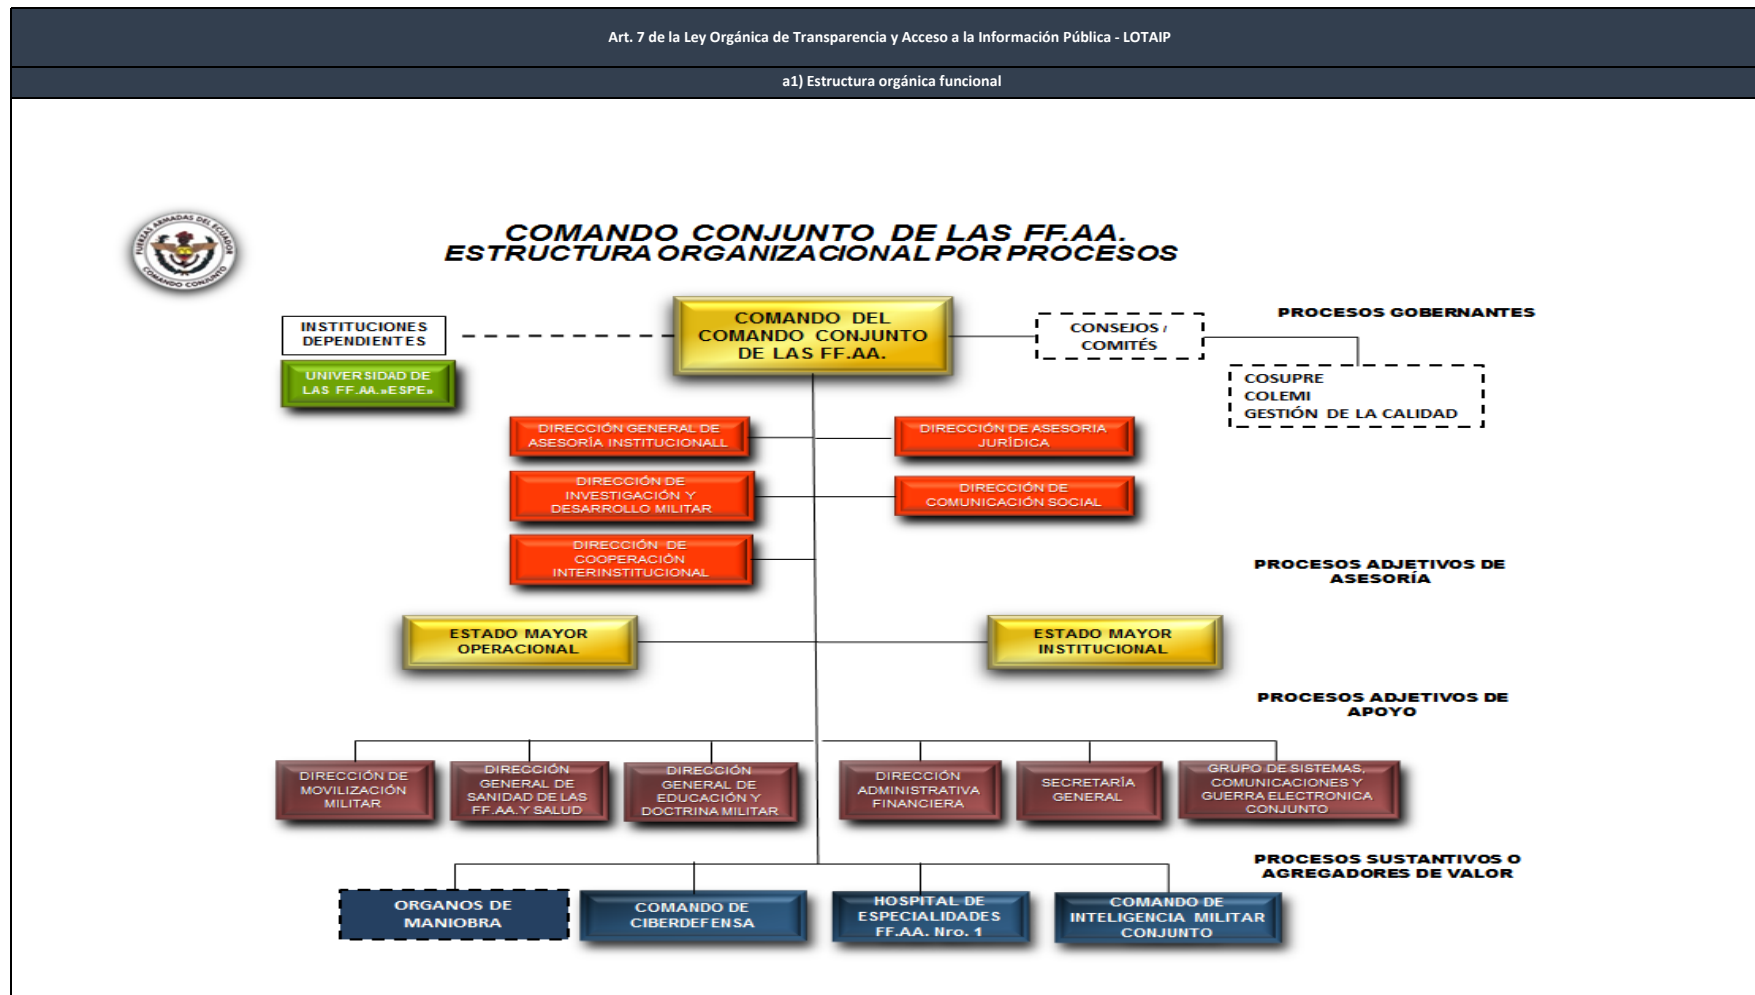 Art. 7 de la Ley Orgánica de Transparencia y Acceso a la Información Pública - LOTAIP
a1) Estructura orgánica funcional
FUERZAS ARMADAS DEL ECUADOR
COMANDO CONJUNTO
COMANDO CONJUNTO DE LAS FF.AA.
ESTRUCTURA ORGANIZACIONAL POR PROCESOS
INSTITUCIONES
DEPENDIENTES
UNIVERSIDAD DE
LAS FF.AA.»ESPE»
COMANDO DEL
COMANDO CONJUNTO
DE LAS FF.AA.
CONSEJOS /
COMITÉS
PROCESOS GOBERNANTES
COSUPRE
COLEMI
GESTIÓN DE LA CALIDAD
DIRECCIÓN GENERAL DE
ASESORÍA INSTITUCIONALL
DIRECCIÓN DE ASESORIA
JURÍDICA
DIRECCIÓN DE
INVESTIGACIÓN Y
DESARROLLO MILITAR
DIRECCIÓN DE
COMUNICACIÓN SOCIAL
DIRECCIÓN DE
COOPERACIÓN
INTERINSTITUCIONAL
PROCESOS ADJETIVOS DE
ASESORÍA
ESTADO MAYOR
OPERACIONAL
ESTADO MAYOR
INSTITUCIONAL
PROCESOS ADJETIVOS DE
APOYO
DIRECCIÓN DE
MOVILIZACIÓN
MILITAR
DIRECCIÓN
GENERAL DE
SANIDAD DE LAS
FF.AA.Y SALUD
DIRECCIÓN
GENERAL DE
EDUCACIÓN Y
DOCTRINA MILITAR
DIRECCIÓN
ADMINISTRATIVA
FINANCIERA
SECRETARÍA
GENERAL
GRUPO DE SISTEMAS,
COMUNICACIONES Y
GUERRA ELECTRONICA
CONJUNTO
PROCESOS SUSTANTIVOS O
AGREGADORES DE VALOR
ORGANOS DE
MANIOBRA
COMANDO DE
CIBERDEFENSA
HOSPITAL DE
ESPECIALIDADES
FF.AA. Nro. 1
COMANDO DE
INTELIGENCIA MILITAR
CONJUNTO